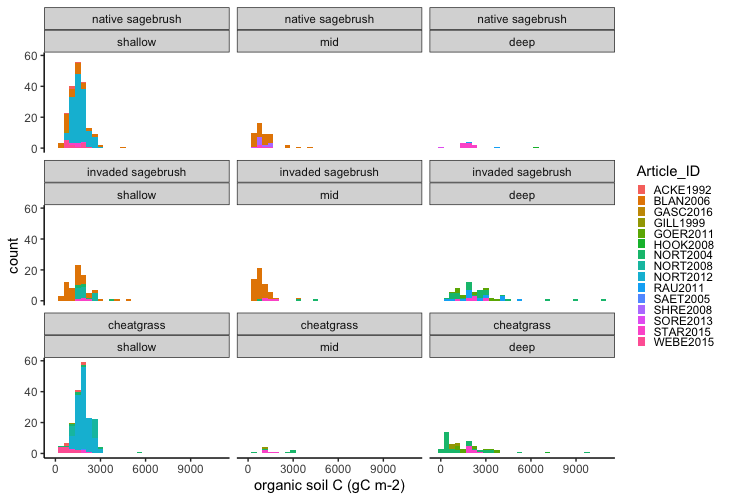 native sagebrush native sagebrush native sagebrush
shallow mid deep
60
40
20
0
invaded sagebrush invaded sagebrush invaded sagebrush
shallow mid deep
60
40
20
0
cheatgrass cheatgrass cheatgrass
shallow mid deep
60
40
20
0
0 3000 6000 9000 0 3000 6000 9000 0 3000 6000 9000
organic soil C (gC m-2)
count
Article_ID
ACKE1992
BLAN2006
GASC2016
GILL1999
GOER2011
HOOK2008
NORT2004
NORT2008
NORT2012
RAU2011
SAET2005
SHRE2008
SORE2013
STAR2015
WEBE2015